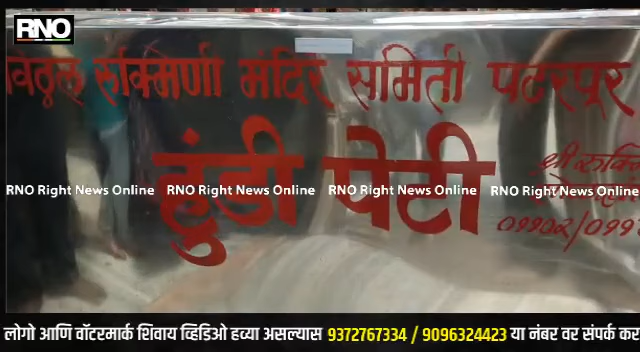 RNO
विठ्ठल रुक्मिणी मंदिर समिती पंढरपूर
हुंडी पेटी
श्री रुक्मि
RNO Right News Online RNO Right News Online RNO Right News Online RNO Right News Online
लोगो आणि वॉटरमार्क शिवाय व्हिडिओ हव्या असल्यास 9372767334 / 9096324423 या नंबर वर संपर्क कर